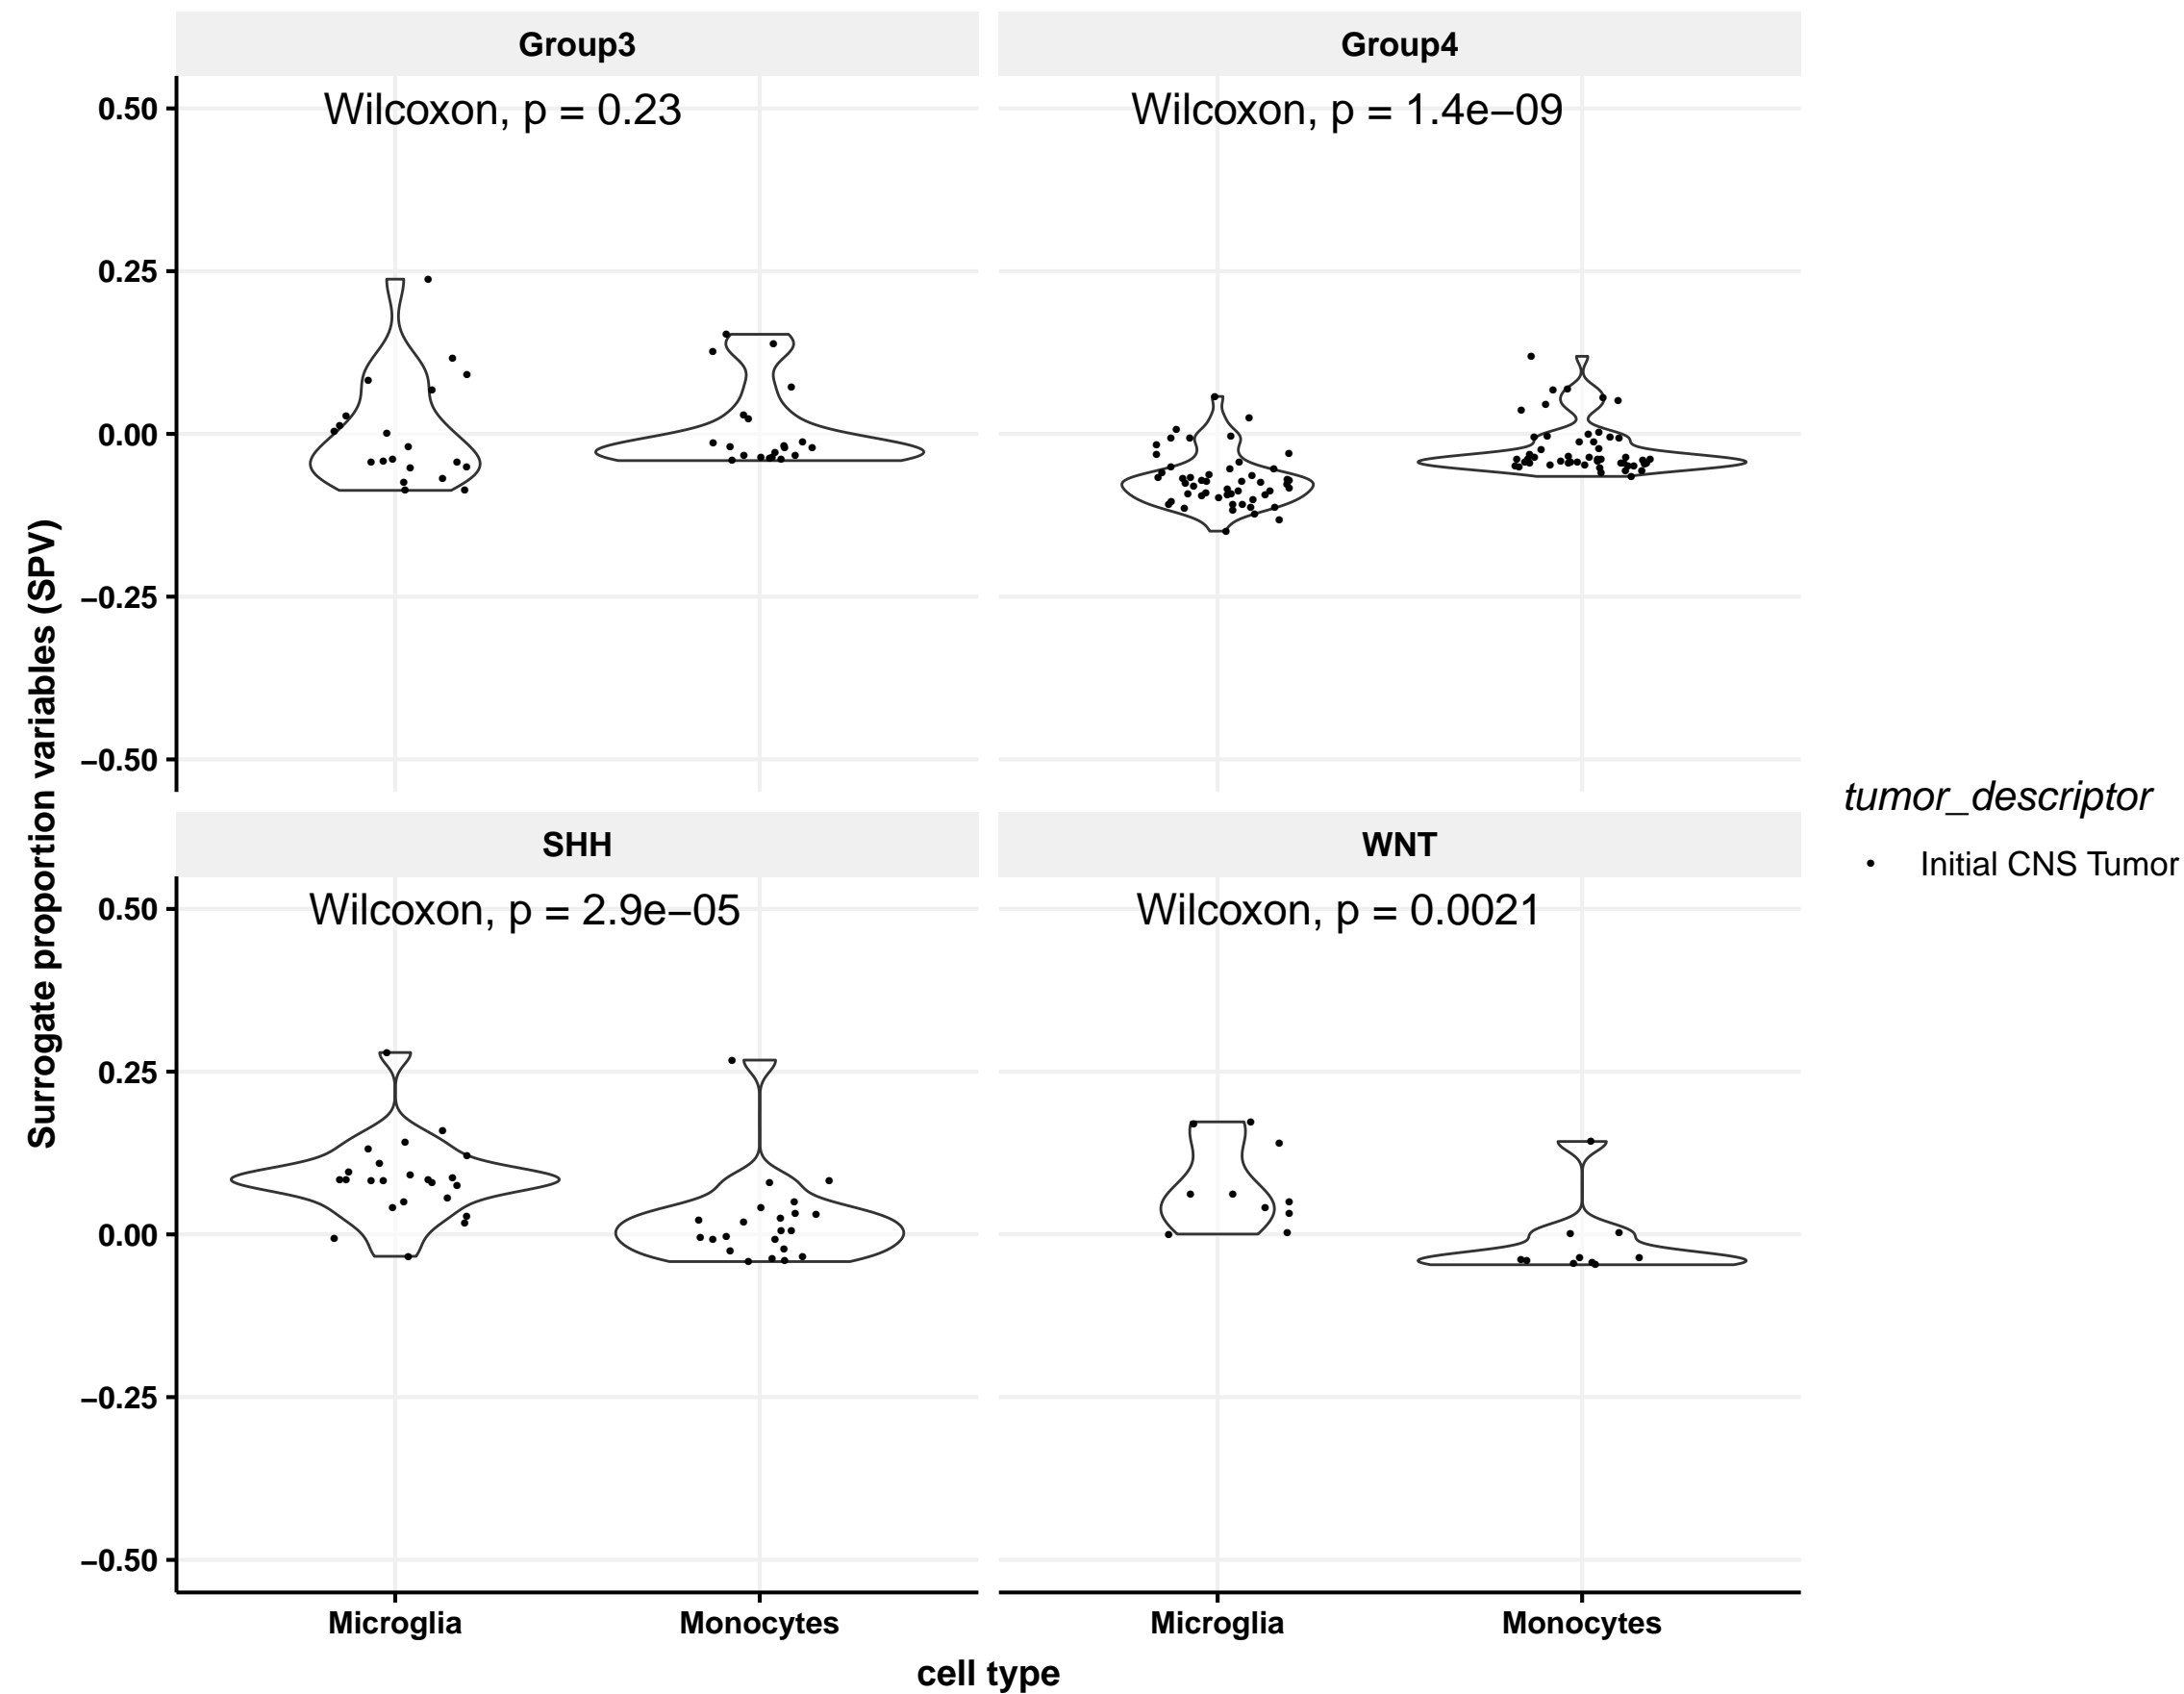 Group3
Group4
Wilcoxon, p = 0.23
Wilcoxon, p = 1.4e−09
0.50
0.25
0.00
−0.25
−0.50
SHH
WNT
Wilcoxon, p = 2.9e−05
Wilcoxon, p = 0.0021
0.50
0.25
0.00
−0.25
−0.50
Microglia
Monocytes
Microglia
Monocytes
cell type
Surrogate proportion variables (SPV)
tumor_descriptor
Initial CNS Tumor